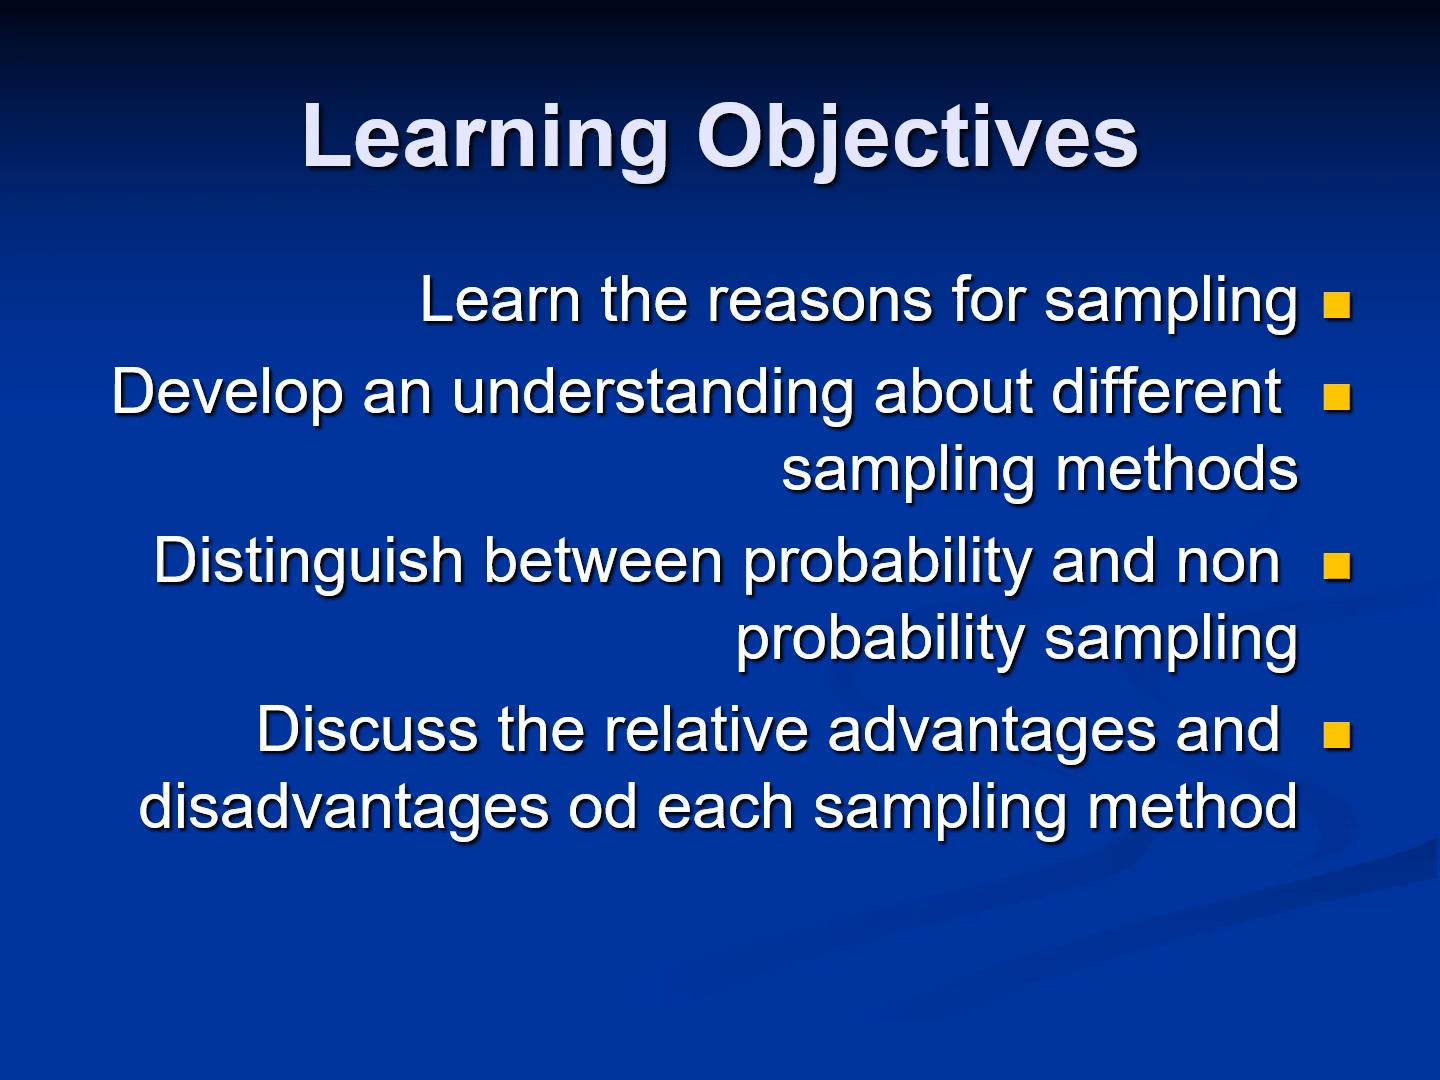 Learning Objectives
Learn the reasons for sampling
Develop an understanding about different
sampling methods
Distinguish between probability and non
probability sampling
Discuss the relative advantages and
disadvantages od each sampling method